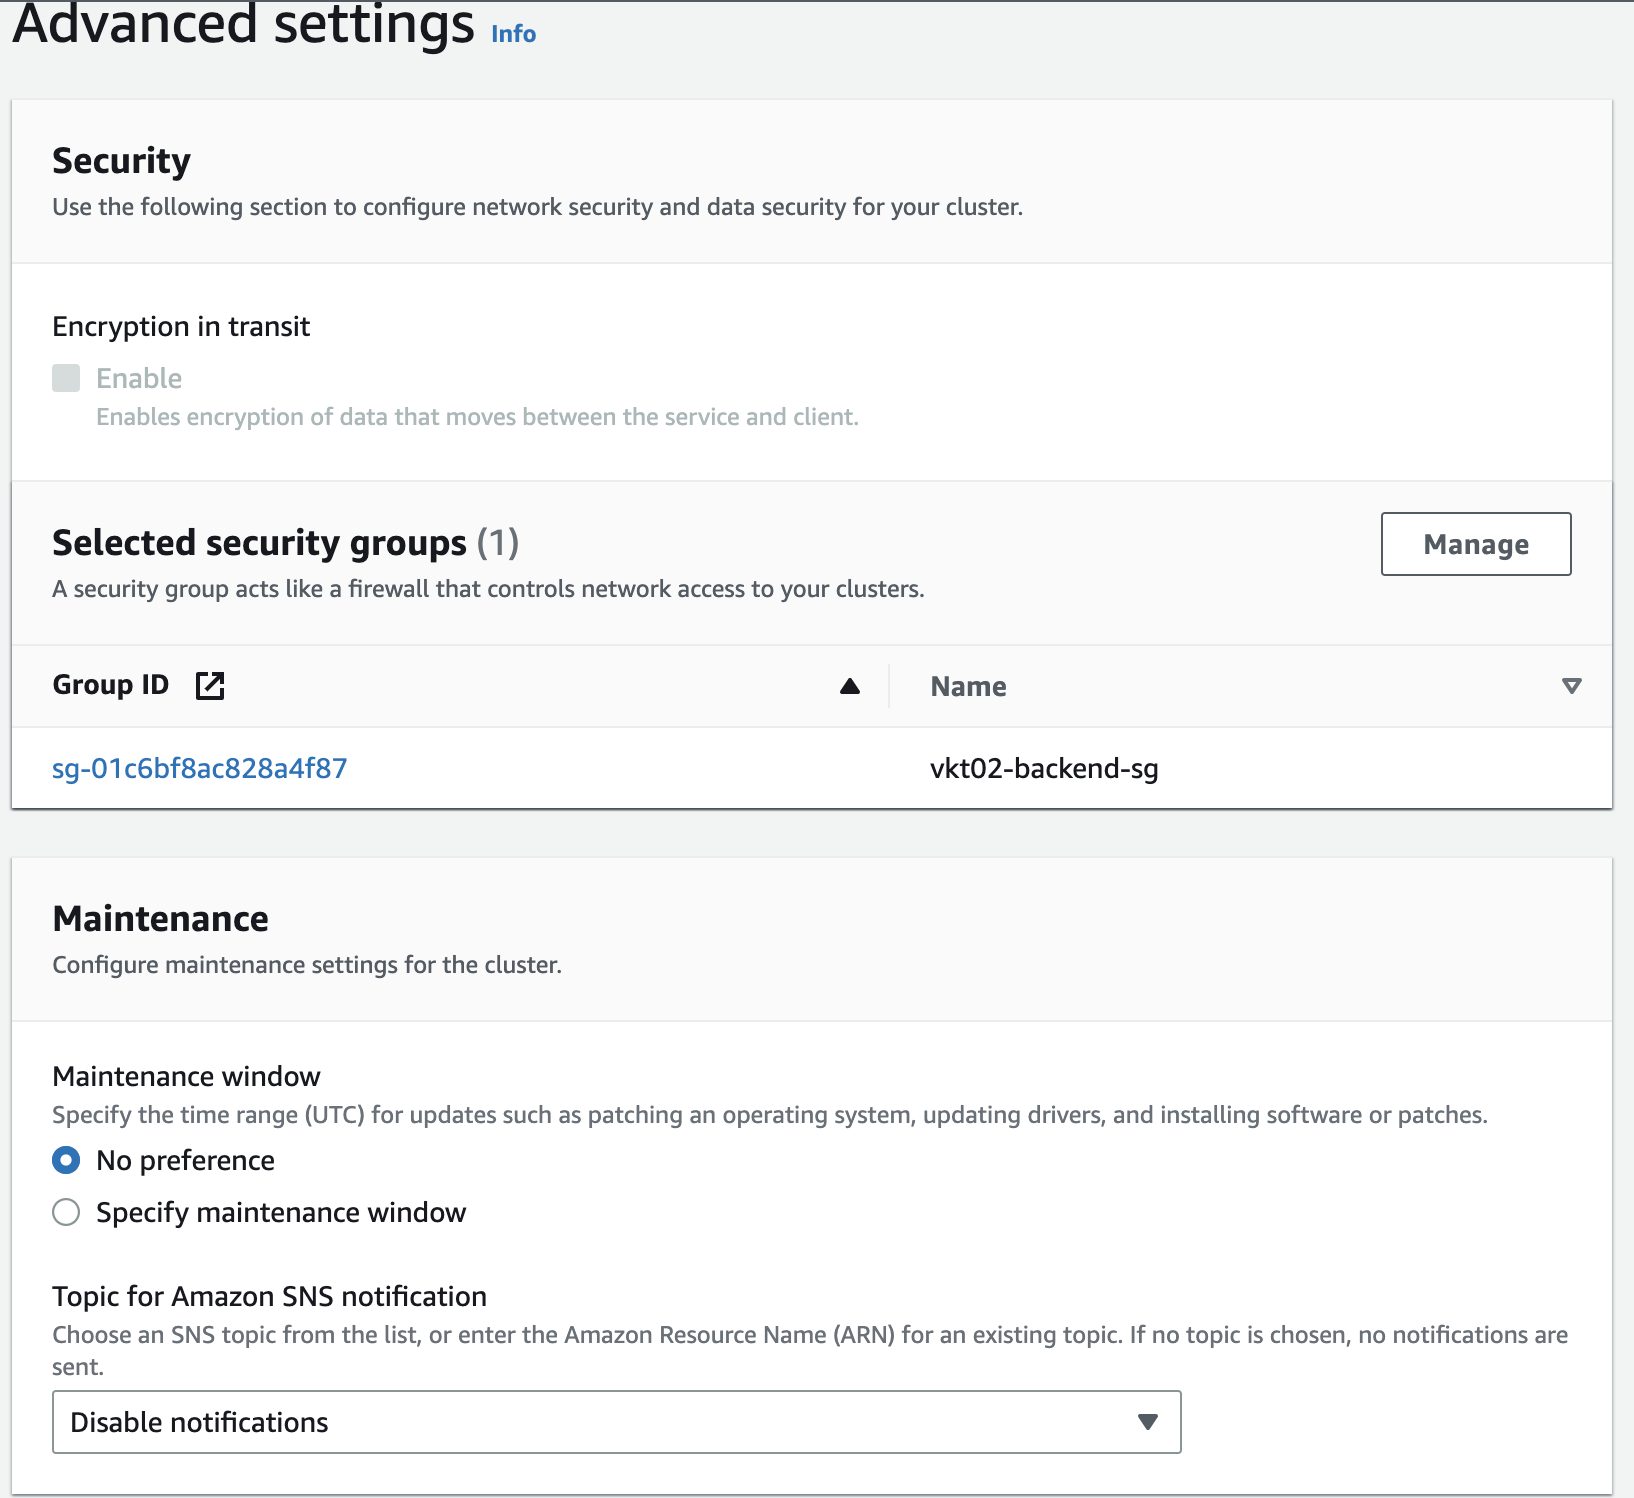 Advanced settings Info
Security
Use the following section to configure network security and data security for your cluster.
Encryption in transit
Enable
Enables encryption of data that moves between the service and client.
Selected security groups (1)
Manage
A security group acts like a firewall that controls network access to your clusters.
Group ID
Name
sg-01c6bf8ac828a4f87
vkt02-backend-sg
Maintenance
Configure maintenance settings for the cluster.
Maintenance window
Specify the time range (UTC) for updates such as patching an operating system, updating drivers, and installing software or patches.
No preference
Specify maintenance window
Topic for Amazon SNS notification
Choose an SNS topic from the list, or enter the Amazon Resource Name (ARN) for an existing topic. If no topic is chosen, no notifications are
sent.
Disable notifications